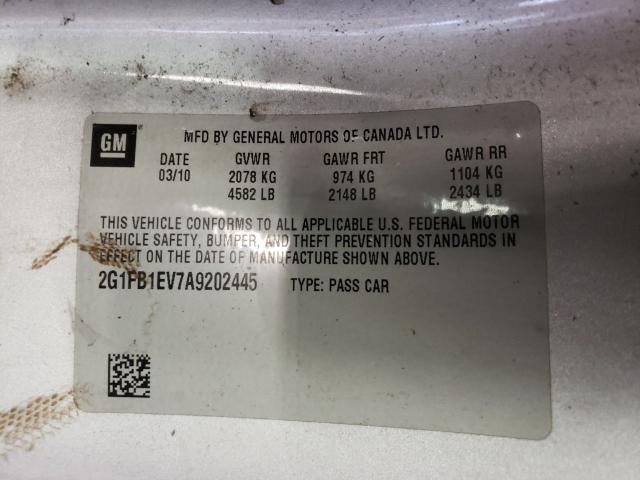 GM
MFD BY GENERAL MOTORS OF CANADA LTD.
DATE GVWR GAWR FRT GAWR RR
03/10 2078 KG 974 KG 1104 KG
4582 LB 2148 LB 2434 LB
THIS VEHICLE CONFORMS TO ALL APPLICABLE U.S. FEDERAL MOTOR
VEHICLE SAFETY, BUMPER, AND THEFT PREVENTION STANDARDS IN
EFFECT ON THE DATE OF MANUFACTURE SHOWN ABOVE.
2G1FB1EV7A9202445 TYPE: PASS CAR